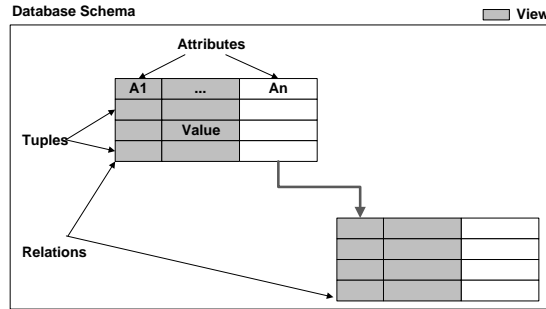 Database Schema
View
Attributes
A1 ... An
Value
Tuples
Relations